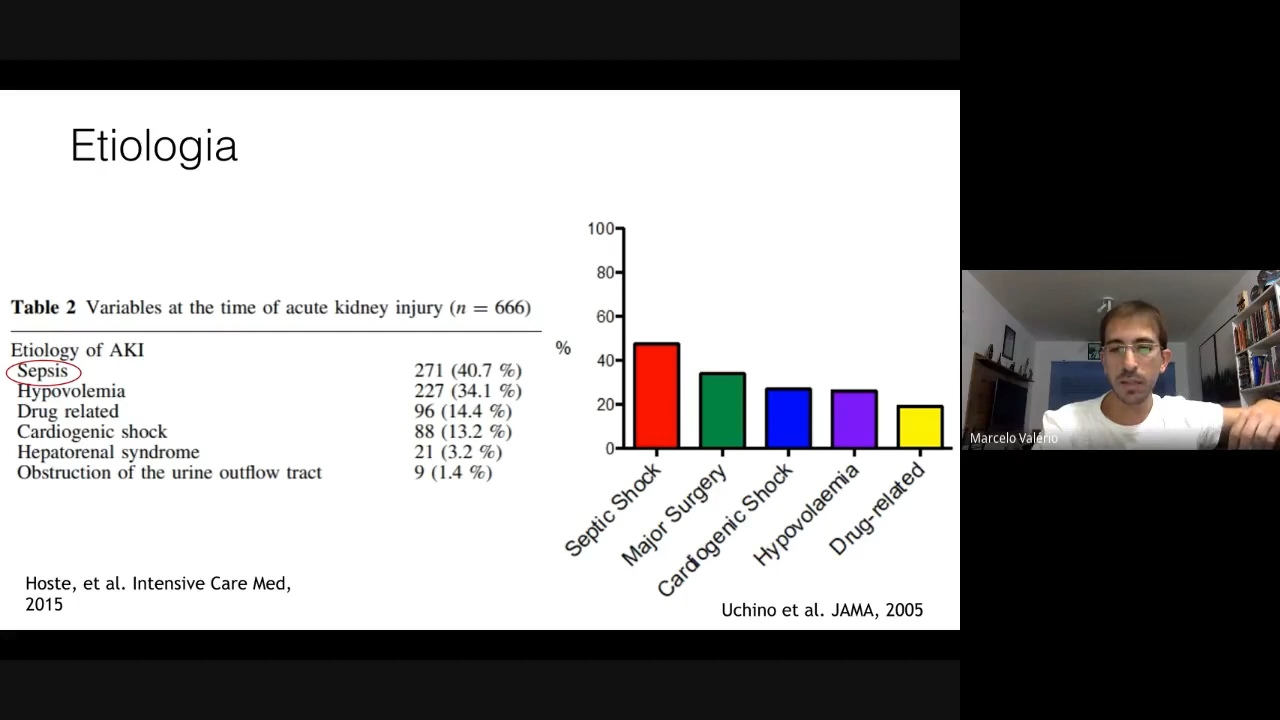 Etiologia
Table 2 Variables at the time of acute kidney injury (n = 666)
Etiology of AKI
Sepsis 271 (40.7 %)
Hypovolemia 227 (34.1 %)
Drug related 96 (14.4 %)
Cardiogenic shock 88 (13.2 %)
Hepatorenal syndrome 21 (3.2 %)
Obstruction of the urine outflow tract 9 (1.4 %)
Hoste, et al. Intensive Care Med,
2015
100
80
60
%
40
20
0
Septic Shock
Major Surgery
Cardiogenic Shock
Hypovolaemia
Drug-related
Uchino et al. JAMA, 2005
Marcelo Valério